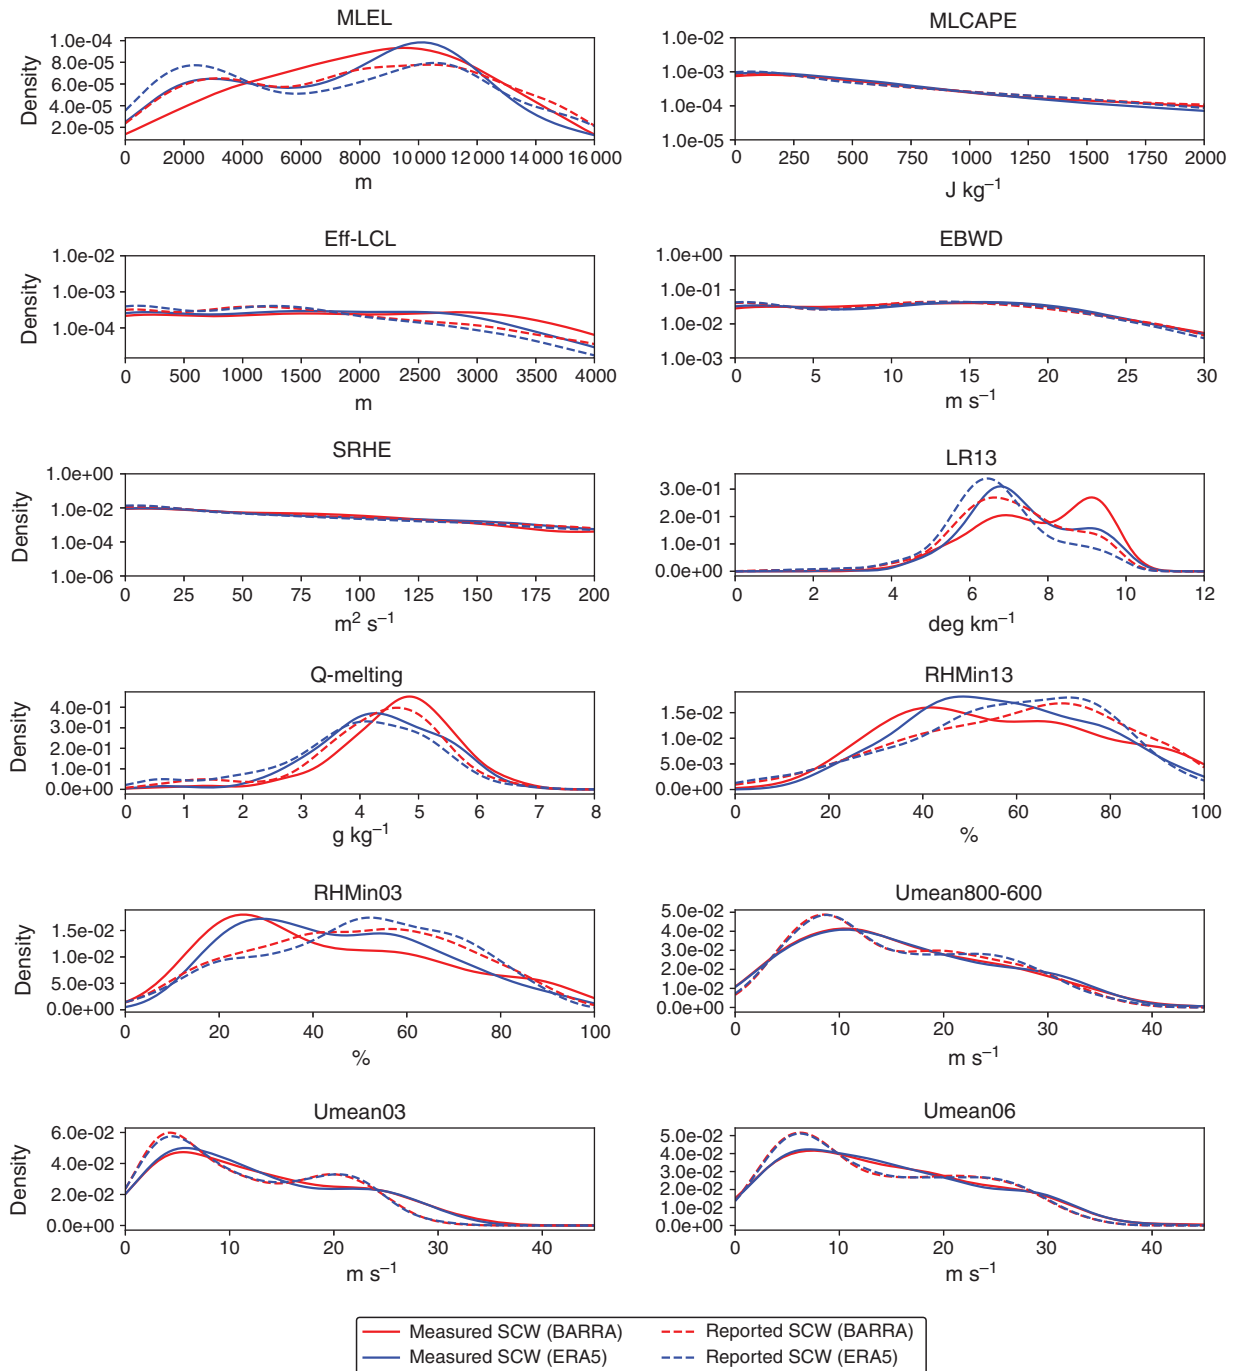 MLEL
Density
1.0e-04
8.0e-05
6.0e-05
4.0e-05
2.0e-05
0 2000 4000 6000 8000 10 000 12 000 14 000 16 000
m
MLCAPE
1.0e-02
1.0e-03
1.0e-04
1.0e-05
0 250 500 750 1000 1250 1500 1750 2000
J kg⁻¹
Eff-LCL
Density
1.0e-02
1.0e-03
1.0e-04
0 500 1000 1500 2000 2500 3000 3500 4000
m
EBWD
1.0e+00
1.0e-01
1.0e-02
1.0e-03
0 5 10 15 20 25 30
m s⁻¹
SRHE
Density
1.0e+00
1.0e-02
1.0e-04
1.0e-06
0 25 50 75 100 125 150 175 200
m² s⁻¹
LR13
3.0e-01
2.0e-01
1.0e-01
0.0e+00
0 2 4 6 8 10 12
deg km⁻¹
Q-melting
Density
4.0e-01
3.0e-01
2.0e-01
1.0e-01
0.0e+00
0 1 2 3 4 5 6 7 8
g kg⁻¹
RHMin13
1.5e-02
1.0e-02
5.0e-03
0.0e+00
0 20 40 60 80 100
%
RHMin03
Density
1.5e-02
1.0e-02
5.0e-03
0.0e+00
0 20 40 60 80 100
%
Umean800-600
5.0e-02
4.0e-02
3.0e-02
2.0e-02
1.0e-02
0.0e+00
0 10 20 30 40
m s⁻¹
Umean03
Density
6.0e-02
4.0e-02
2.0e-02
0.0e+00
0 10 20 30 40
m s⁻¹
Umean06
5.0e-02
4.0e-02
3.0e-02
2.0e-02
1.0e-02
0.0e+00
0 10 20 30 40
m s⁻¹
Measured SCW (BARRA) Reported SCW (BARRA)
Measured SCW (ERA5) Reported SCW (ERA5)